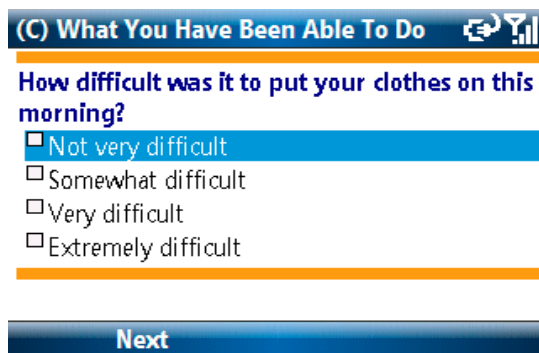 (C) What You Have Been Able To Do
How difficult was it to put your clothes on this
morning?
Not very difficult
Somewhat difficult
Very difficult
Extremely difficult
Next